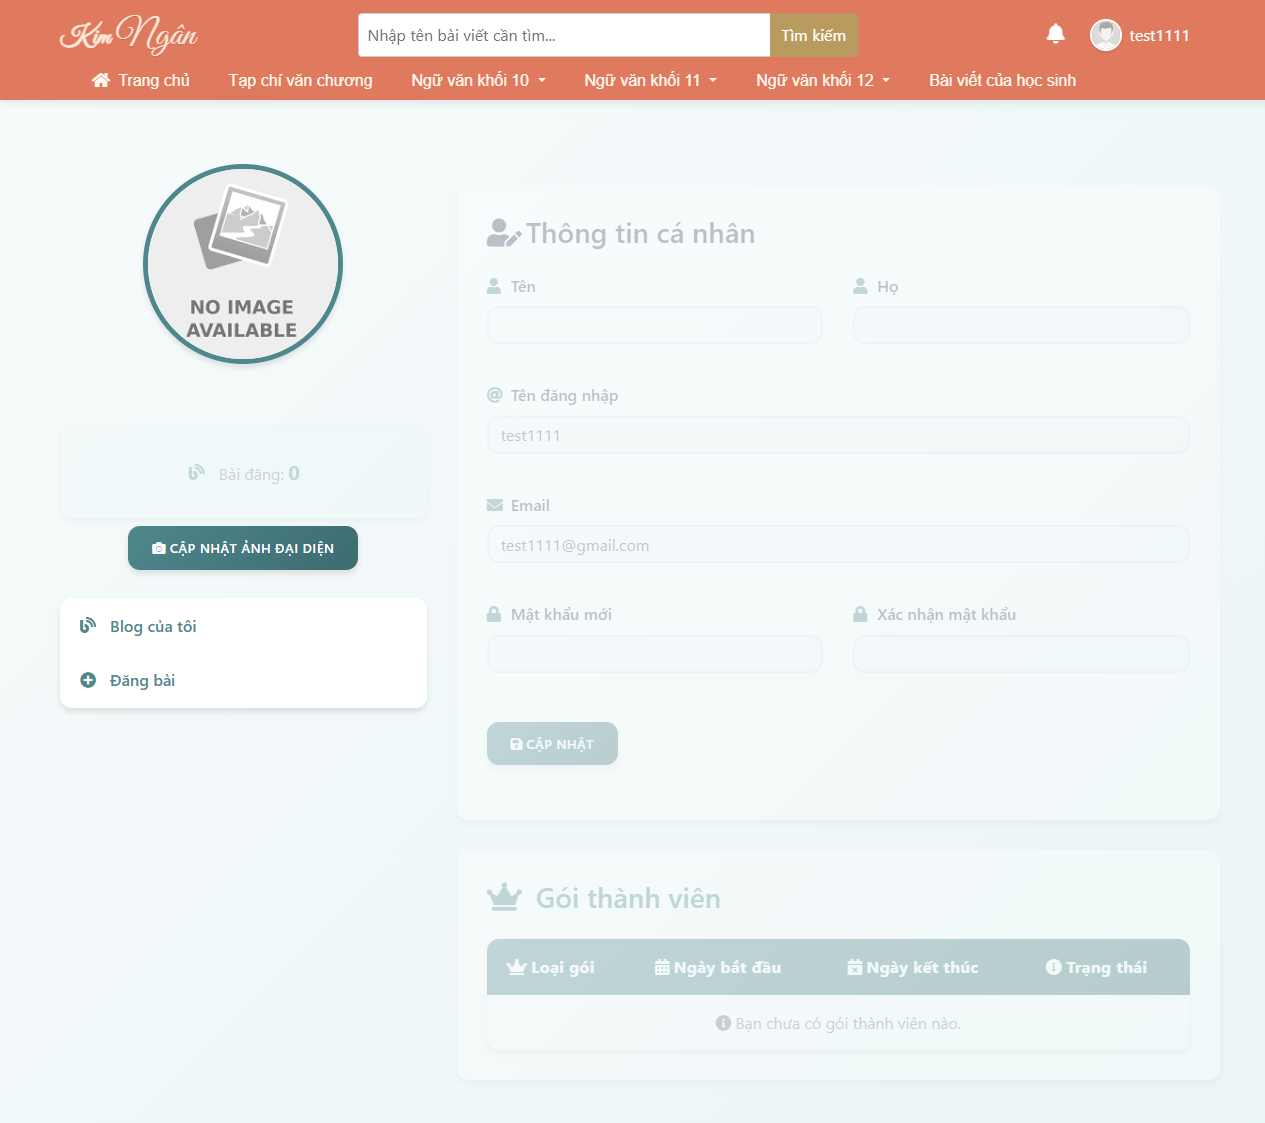 Kim Ngân
Nhập tên bài viết cần tìm...
Tìm kiếm
test1111
Trang chủ
Tạp chí văn chương
Ngữ văn khối 10
Ngữ văn khối 11
Ngữ văn khối 12
Bài viết của học sinh
NO IMAGE
AVAILABLE
Bài đăng: 0
CẬP NHẬT ẢNH ĐẠI DIỆN
Blog của tôi
Đăng bài
Thông tin cá nhân
Tên
Họ
Tên đăng nhập
test1111
Email
test1111@gmail.com
Mật khẩu mới
Xác nhận mật khẩu
CẬP NHẬT
Gói thành viên
Loại gói
Ngày bắt đầu
Ngày kết thúc
Trạng thái
Bạn chưa có gói thành viên nào.